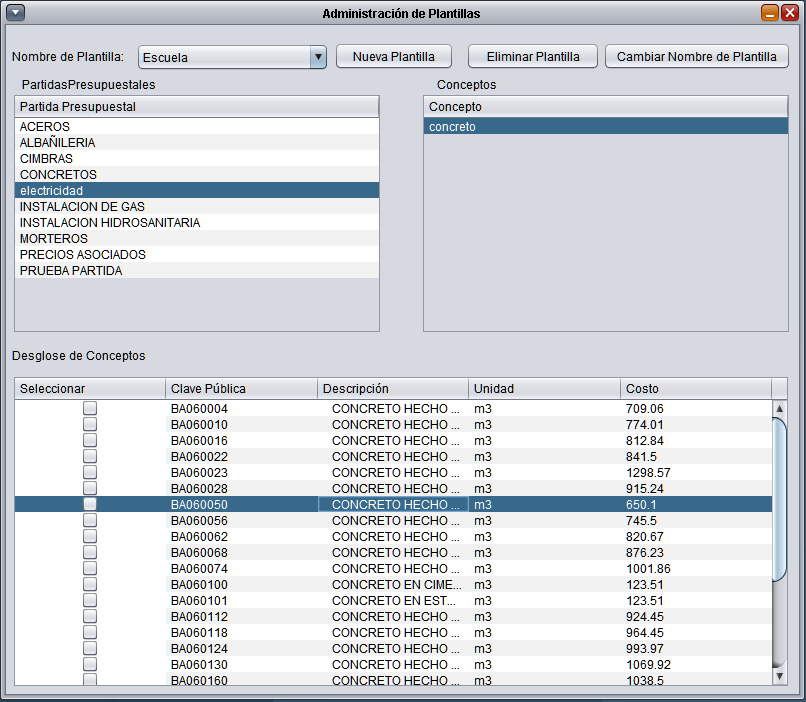 Administración de Plantillas
Nombre de Plantilla: Escuela Nueva Plantilla Eliminar Plantilla Cambiar Nombre de Plantilla
PartidasPresupuestales Conceptos
Partida Presupuestal Concepto
ACEROS concreto
ALBAÑILERIA
CIMBRAS
CONCRETOS
electricidad
INSTALACION DE GAS
INSTALACION HIDROSANITARIA
MORTEROS
PRECIOS ASOCIADOS
PRUEBA PARTIDA
Desglose de Conceptos
Seleccionar Clave Pública Descripción Unidad Costo
BA060004 CONCRETO HECHO ... m3 709.06
BA060010 CONCRETO HECHO ... m3 774.01
BA060016 CONCRETO HECHO ... m3 812.84
BA060022 CONCRETO HECHO ... m3 841.5
BA060023 CONCRETO HECHO ... m3 1298.57
BA060028 CONCRETO HECHO ... m3 915.24
BA060050 CONCRETO HECHO ... m3 650.1
BA060056 CONCRETO HECHO ... m3 745.5
BA060062 CONCRETO HECHO ... m3 820.67
BA060068 CONCRETO HECHO ... m3 876.23
BA060074 CONCRETO HECHO ... m3 1001.86
BA060100 CONCRETO EN CIME... m3 123.51
BA060101 CONCRETO EN EST... m3 123.51
BA060112 CONCRETO HECHO ... m3 924.45
BA060118 CONCRETO HECHO ... m3 964.45
BA060124 CONCRETO HECHO ... m3 993.97
BA060130 CONCRETO HECHO ... m3 1069.92
BA060160 CONCRETO HECHO ... m3 1038.5